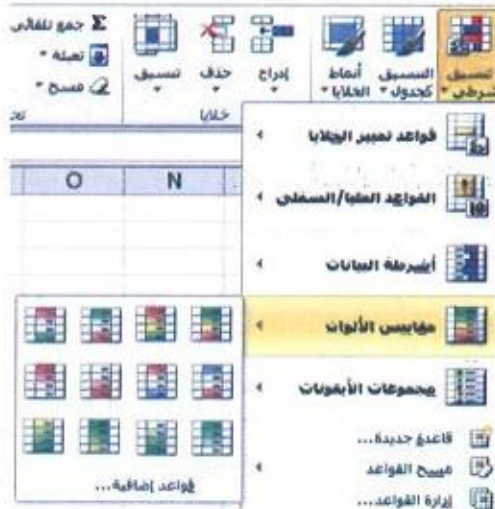 Σ جمع تلقائي
تعبئة
مسح
تنسيق
حذف
إدراج
أنماط الخلايا
التنسيق كجدول
تنسيق شرطي
خلايا
O N
قواعد تمييز الخلايا
القواعد العليا/السفلى
أشرطة البيانات
مقاييس الألوان
مجموعات الأيقونات
قاعدة جديدة...
مسح القواعد
إدارة القواعد...
قواعد إضافية...